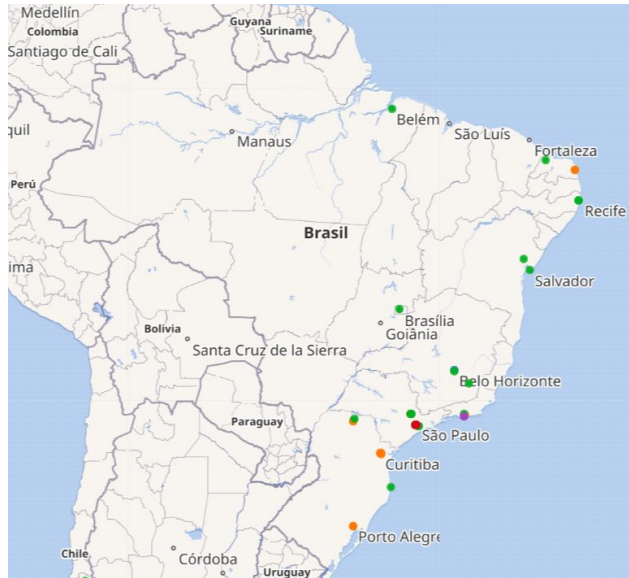 Medellín
Colombia
Guyana
Suriname
Santiago de Cali
quil
Manaus
Belém
São Luís
Fortaleza
Perú
Recife
Brasil
ima
Salvador
Brasília
Bolivia
Goiânia
Santa Cruz de la Sierra
Belo Horizonte
Paraguay
São Paulo
Curitiba
Porto Alegre
Chile
Córdoba
Uruguay